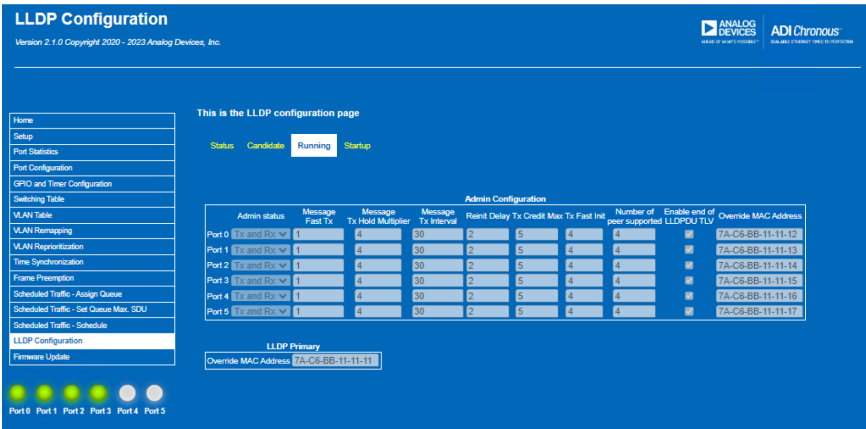 LLDP Configuration
Version 2.1.0 Copyright 2020 - 2023 Analog Devices, Inc.
ANALOG DEVICES
AHEAD OF WHAT'S POSSIBLE™
ADI Chronous™
SCALABLE ETHERNET TIMED TO PERFECTION
Home
Setup
Port Statistics
Port Configuration
GPIO and Timer Configuration
Switching Table
VLAN Table
VLAN Remapping
VLAN Reprioritization
Time Synchronization
Frame Preemption
Scheduled Traffic - Assign Queue
Scheduled Traffic - Set Queue Max. SDU
Scheduled Traffic - Schedule
LLDP Configuration
Firmware Update
Port 0 Port 1 Port 2 Port 3 Port 4 Port 5
This is the LLDP configuration page
Status Candidate Running Startup
Admin Configuration
Admin status Message Fast Tx Message Tx Hold Multiplier Message Tx Interval Reinit Delay Tx Credit Max Tx Fast Init Number of peer supported Enable end of LLDPDU TLV Override MAC Address
Port 0 Tx and Rx 1 4 30 2 5 4 4 7A-C6-BB-11-11-12
Port 1 Tx and Rx 1 4 30 2 5 4 4 7A-C6-BB-11-11-13
Port 2 Tx and Rx 1 4 30 2 5 4 4 7A-C6-BB-11-11-14
Port 3 Tx and Rx 1 4 30 2 5 4 4 7A-C6-BB-11-11-15
Port 4 Tx and Rx 1 4 30 2 5 4 4 7A-C6-BB-11-11-16
Port 5 Tx and Rx 1 4 30 2 5 4 4 7A-C6-BB-11-11-17
LLDP Primary
Override MAC Address 7A-C6-BB-11-11-11